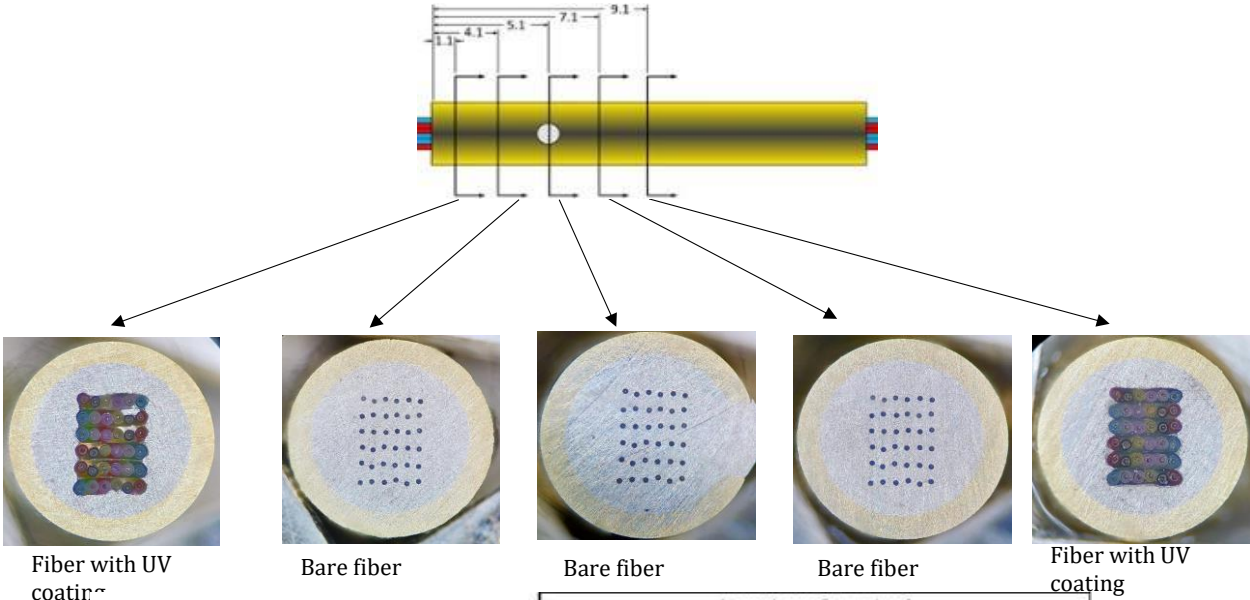 9.1
7.1
5.1
4.1
1.1
Fiber with UV
coating
Bare fiber
Bare fiber
Bare fiber
Fiber with UV
coating